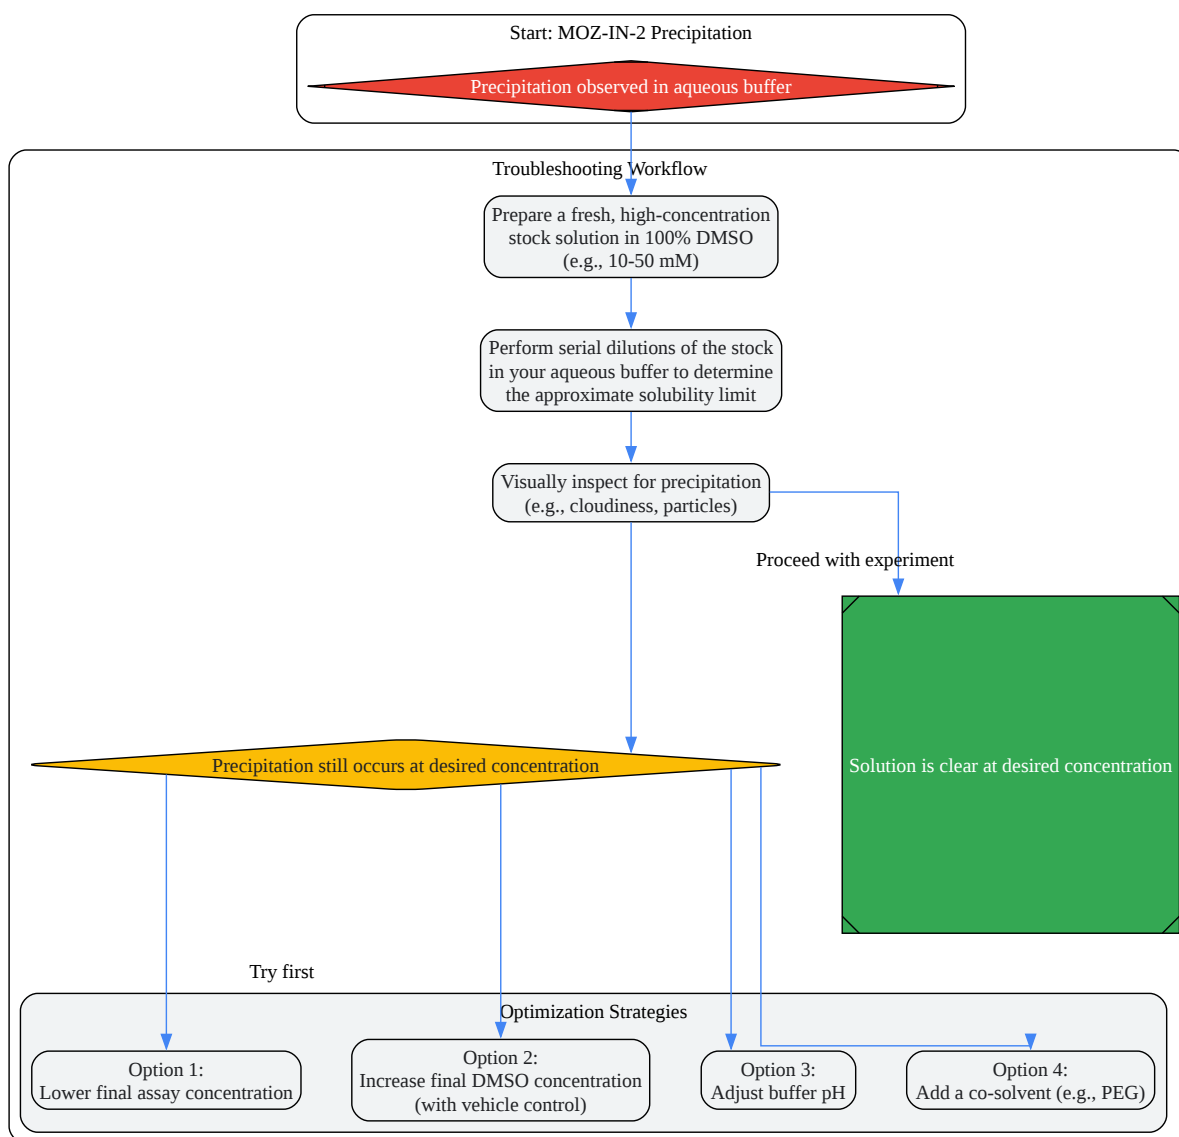 Start: MOZ-IN-2 Precipitation
Precipitation observed in aqueous buffer
Troubleshooting Workflow
Prepare a fresh, high-concentration
stock solution in 100% DMSO
(e.g., 10-50 mM)
Perform serial dilutions of the stock
in your aqueous buffer to determine
the approximate solubility limit
Visually inspect for precipitation
(e.g., cloudiness, particles)
Proceed with experiment
Precipitation still occurs at desired concentration
Solution is clear at desired concentration
Try first
Optimization Strategies
Option 1:
Lower final assay concentration
Option 2:
Increase final DMSO concentration
(with vehicle control)
Option 3:
Adjust buffer pH
Option 4:
Add a co-solvent (e.g., PEG)